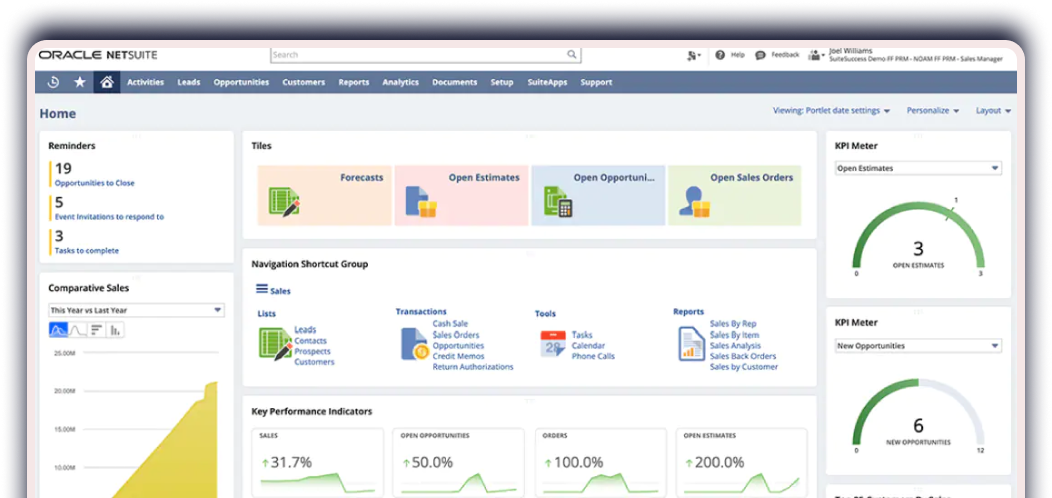 ORACLE NETSUITE
Search
Help
Feedback
Joel Williams
SuiteSuccess Demo FF PRM - NOAM FF PRM - Sales Manager
Activities Leads Opportunities Customers Reports Analytics Documents Setup SuiteApps Support
Home
Viewing: Portlet date settings
Personalize
Layout
Reminders
19
Opportunities to Close
5
Event Invitations to respond to
3
Tasks to complete
Comparative Sales
This Year vs Last Year
25.00M
20.00M
15.00M
10.00M
Tiles
Forecasts
Open Estimates
Open Opportuni...
Open Sales Orders
Navigation Shortcut Group
Sales
Lists
Leads
Contacts
Prospects
Customers
Transactions
Cash Sale
Sales Orders
Opportunities
Credit Memos
Return Authorizations
Tools
28
Tasks
Calendar
Phone Calls
Reports
Sales By Rep
Sales By Item
Sales Analysis
Sales Back Orders
Sales by Customer
Key Performance Indicators
SALES
31.7%
OPEN OPPORTUNITIES
50.0%
ORDERS
100.0%
OPEN ESTIMATES
200.0%
KPI Meter
Open Estimates
1
3
OPEN ESTIMATES
0 3
KPI Meter
New Opportunities
6
NEW OPPORTUNITIES
0 12